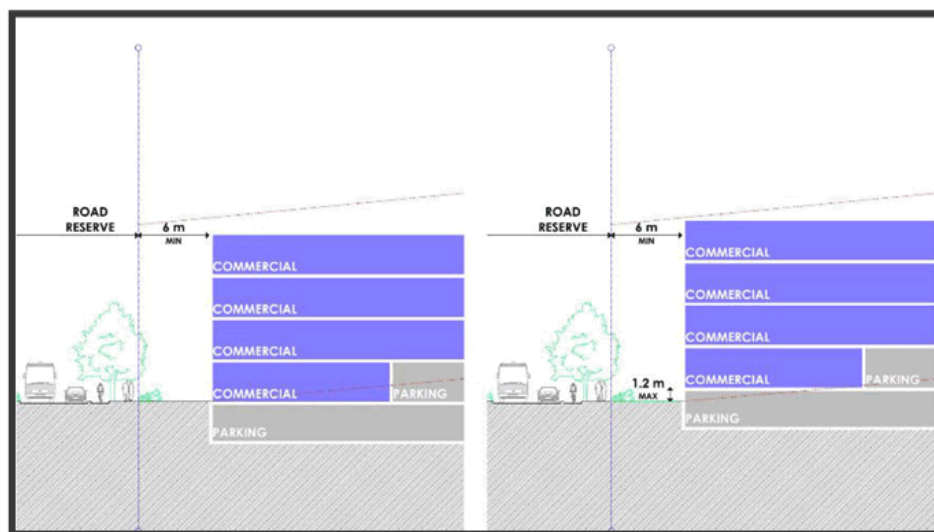 ROAD
RESERVE
6 m
MIN
COMMERCIAL
COMMERCIAL
COMMERCIAL
COMMERCIAL
PARKING
PARKING
ROAD
RESERVE
6 m
MIN
COMMERCIAL
COMMERCIAL
COMMERCIAL
COMMERCIAL
PARKING
1.2 m
MAX
PARKING